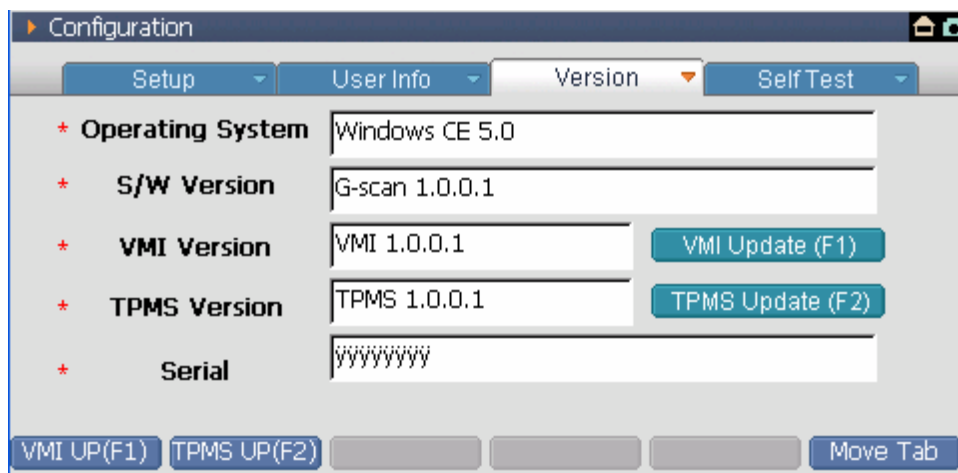 Configuration
Setup User Info Version Self Test
* Operating System Windows CE 5.0
* S/W Version G-scan 1.0.0.1
* VMI Version VMI 1.0.0.1 VMI Update (F1)
* TPMS Version TPMS 1.0.0.1 TPMS Update (F2)
* Serial ÿÿÿÿÿÿÿÿ
VMI UP(F1) TPMS UP(F2) Move Tab